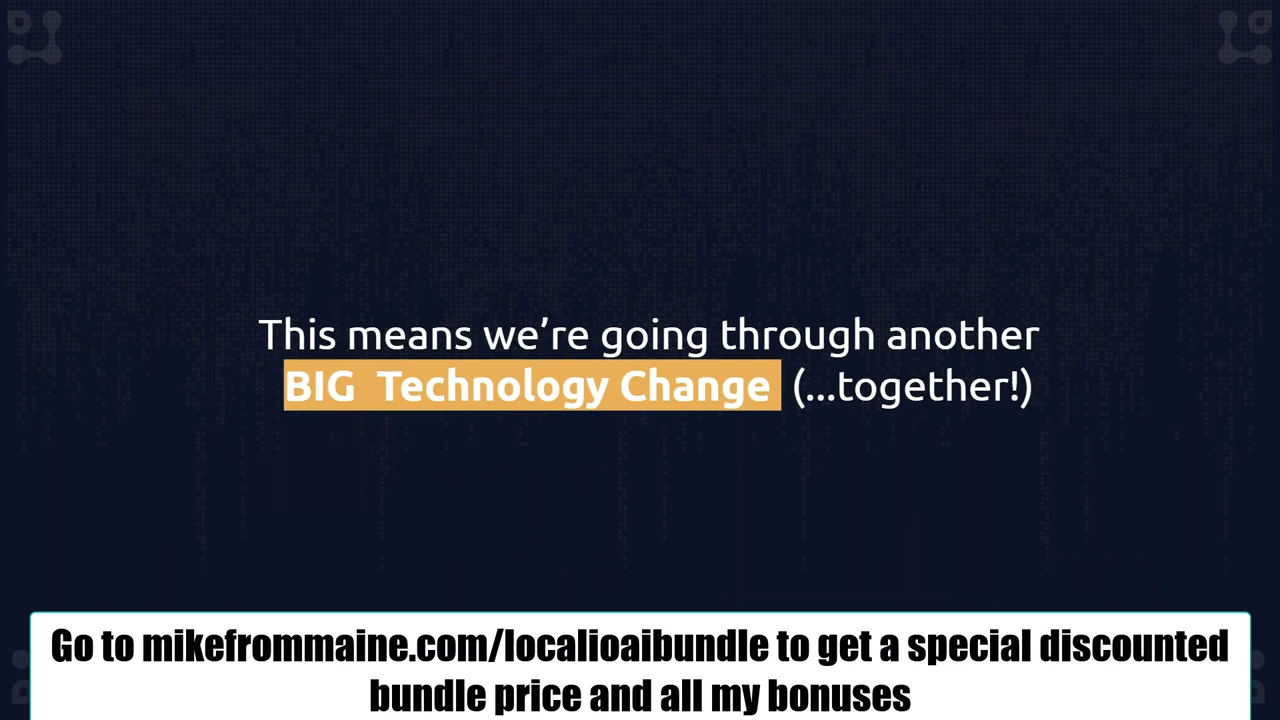 This means we’re going through another
BIG  Technology Change (...together!)
Go to mikefrommaine.com/localioaibundle to get a special discounted
bundle price and all my bonuses